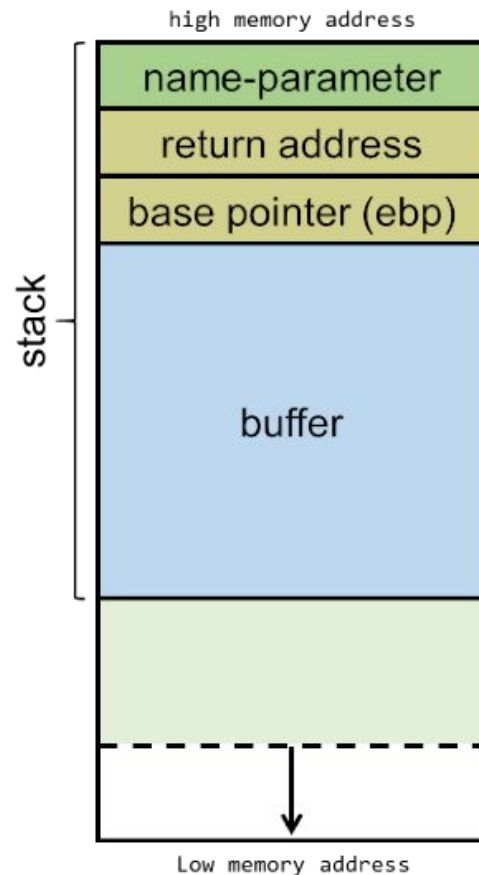 high memory address
name-parameter
return address
base pointer (ebp)
stack
buffer
Low memory address